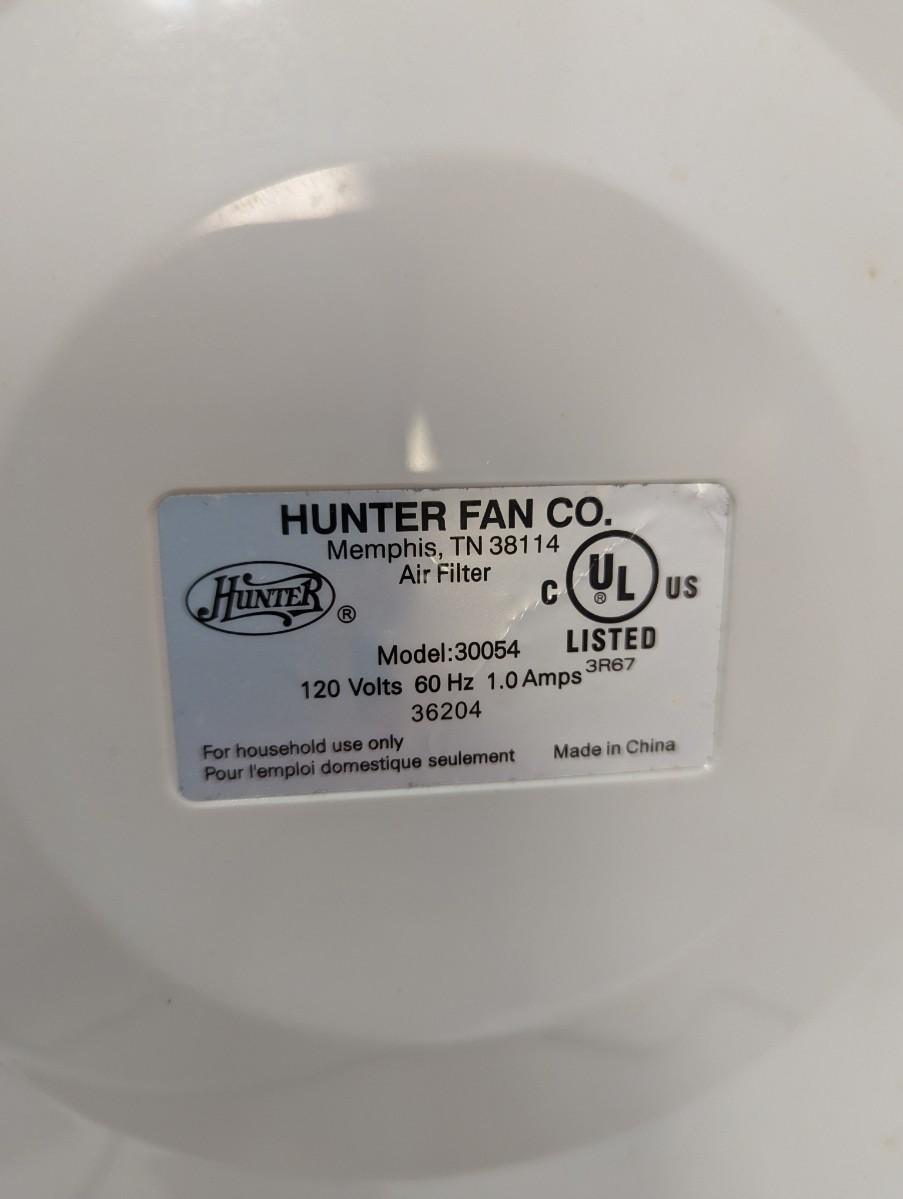 HUNTER FAN CO.
Memphis, TN 38114
Air Filter
HUNTER ®
C UL ® US
LISTED
3R67
Model:30054
120 Volts 60 Hz 1.0 Amps
36204
For household use only
Pour l'emploi domestique seulement
Made in China